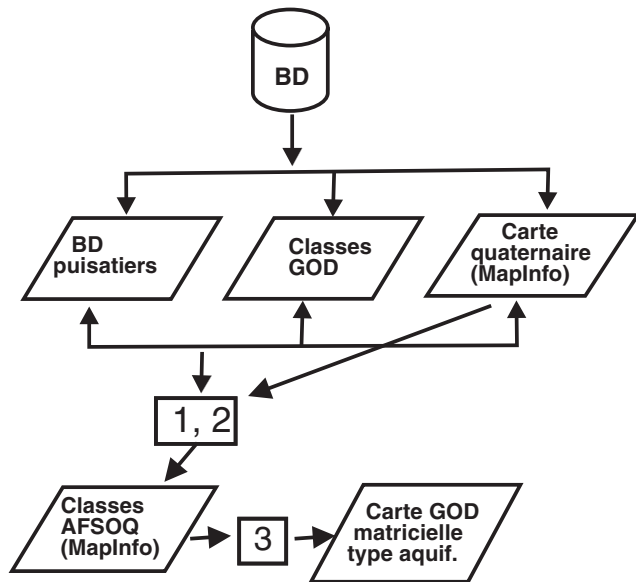 BD
BD
puisatiers
Classes
GOD
Carte
quaternaire
(MapInfo)
1, 2
Classes
AFSOQ
(MapInfo)
3
Carte GOD
matricielle
type aquif.